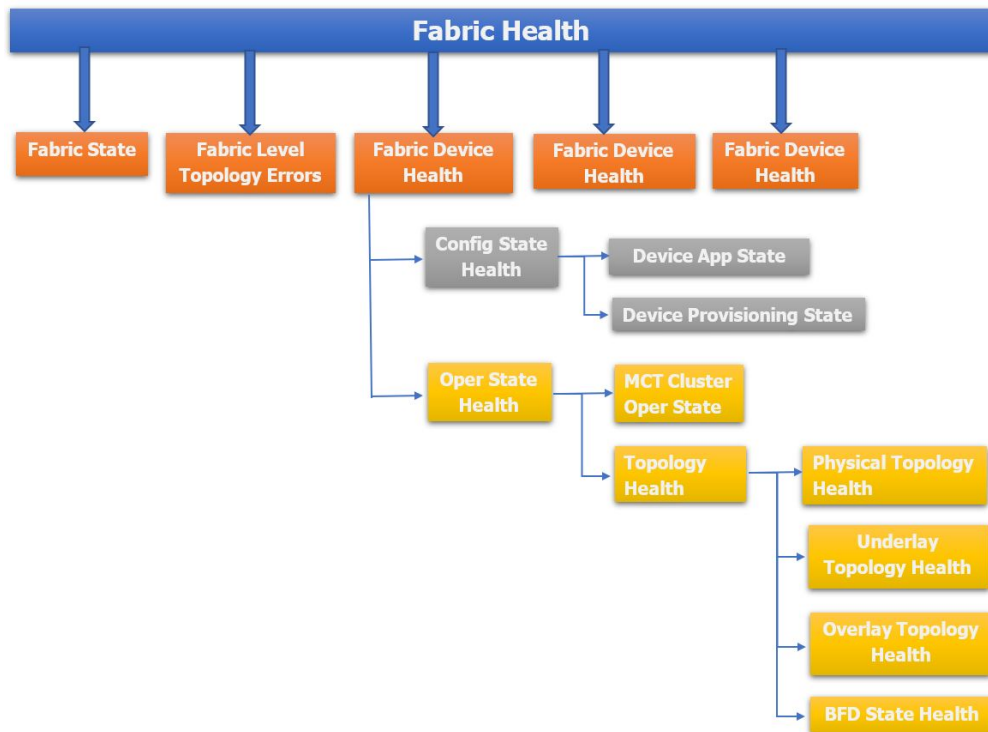 Fabric Health
Fabric State
Fabric Level
Topology Errors
Fabric Device
Health
Fabric Device
Health
Fabric Device
Health
Config State
Health
Device App State
Device Provisioning State
Oper State
Health
MCT Cluster
Oper State
Topology
Health
Physical Topology
Health
Underlay
Topology Health
Overlay Topology
Health
BFD State Health